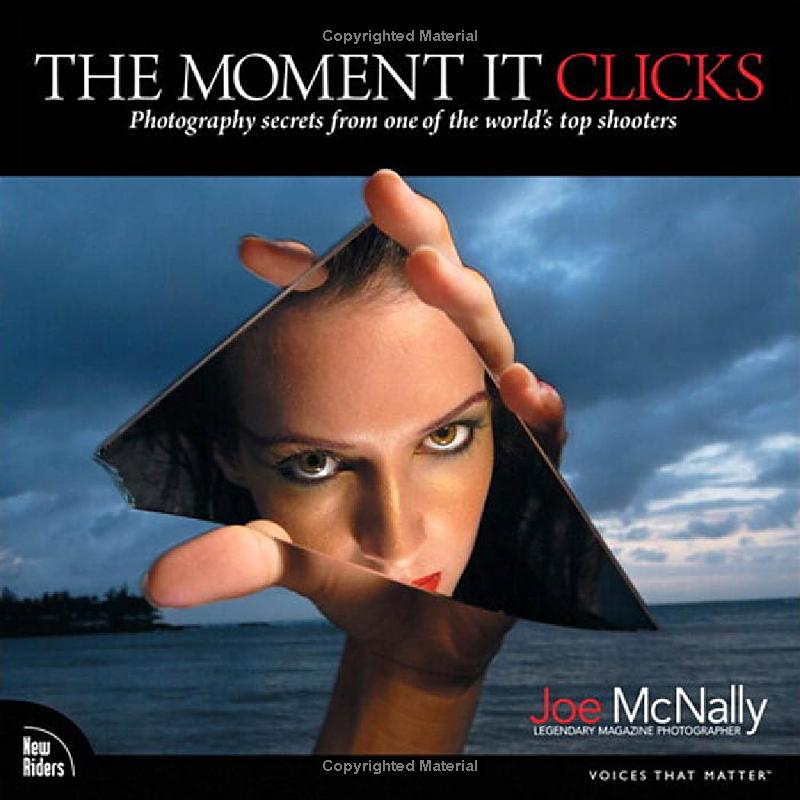 Copyrighted Material
THE MOMENT IT CLICKS
Photography secrets from one of the world's top shooters
Joe McNally
LEGENDARY MAGAZINE PHOTOGRAPHER
New
Riders
Copyrighted Material
VOICES THAT MATTER™